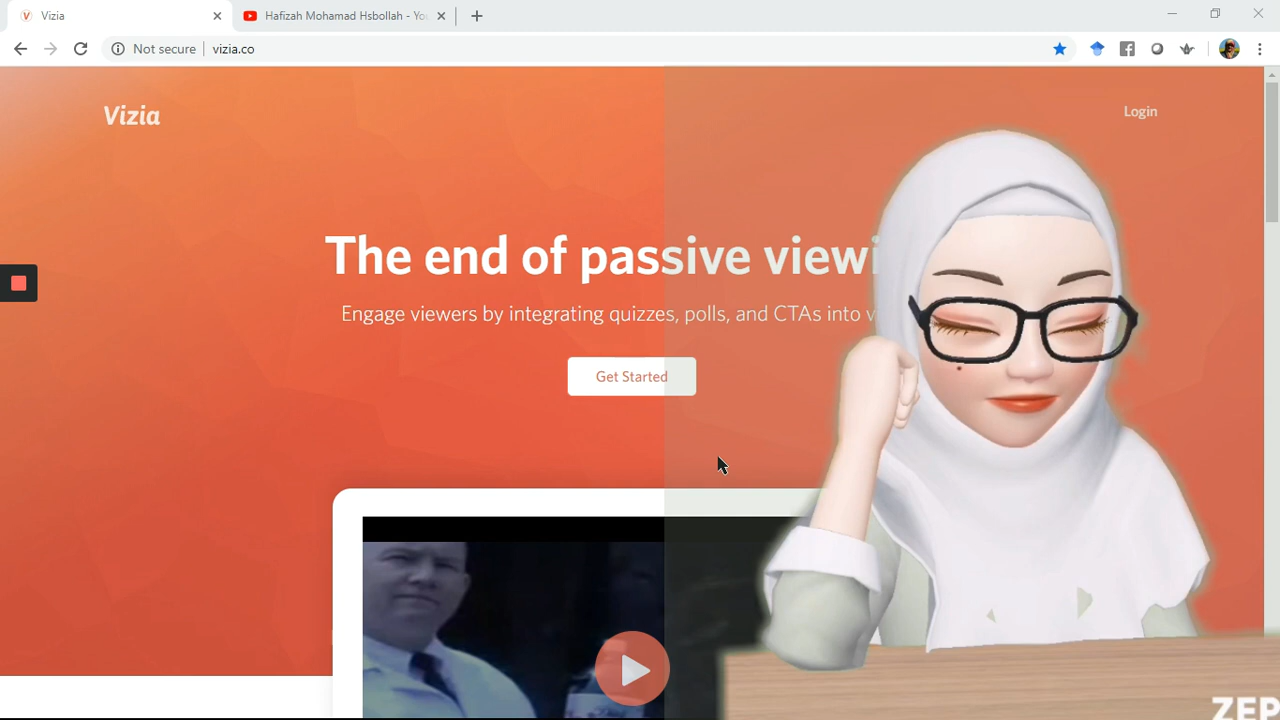 Vizia
Hafizah Mohamad Hsbollah - You
Not secure
vizia.co
Vizia
Login
The end of passive viewi
Engage viewers by integrating quizzes, polls, and CTAs into v
Get Started
ZEP